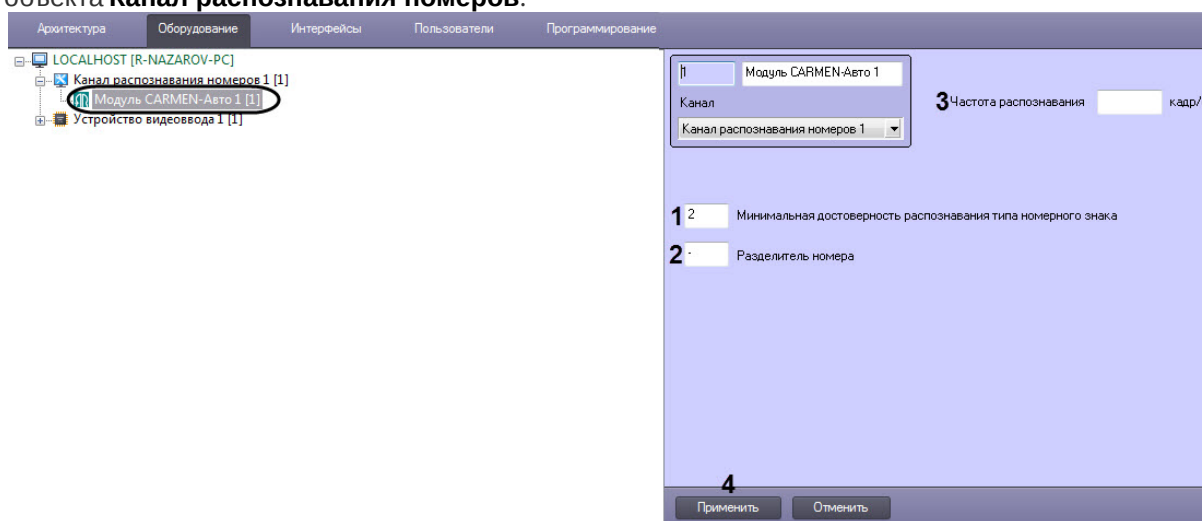 объекта Канал распознавания номеров.
Архитектура Оборудование Интерфейсы Пользователи Программирование
LOCALHOST [R-NAZAROV-PC]
Канал распознавания номеров 1 [1]
Модуль CARMEN-Авто 1 [1]
Устройство видеоввода 1 [1]
1 Модуль CARMEN-Авто 1
Канал
Канал распознавания номеров 1
3 Частота распознавания кадр/
1 2 Минимальная достоверность распознавания типа номерного знака
2 - Разделитель номера
4
Применить Отменить